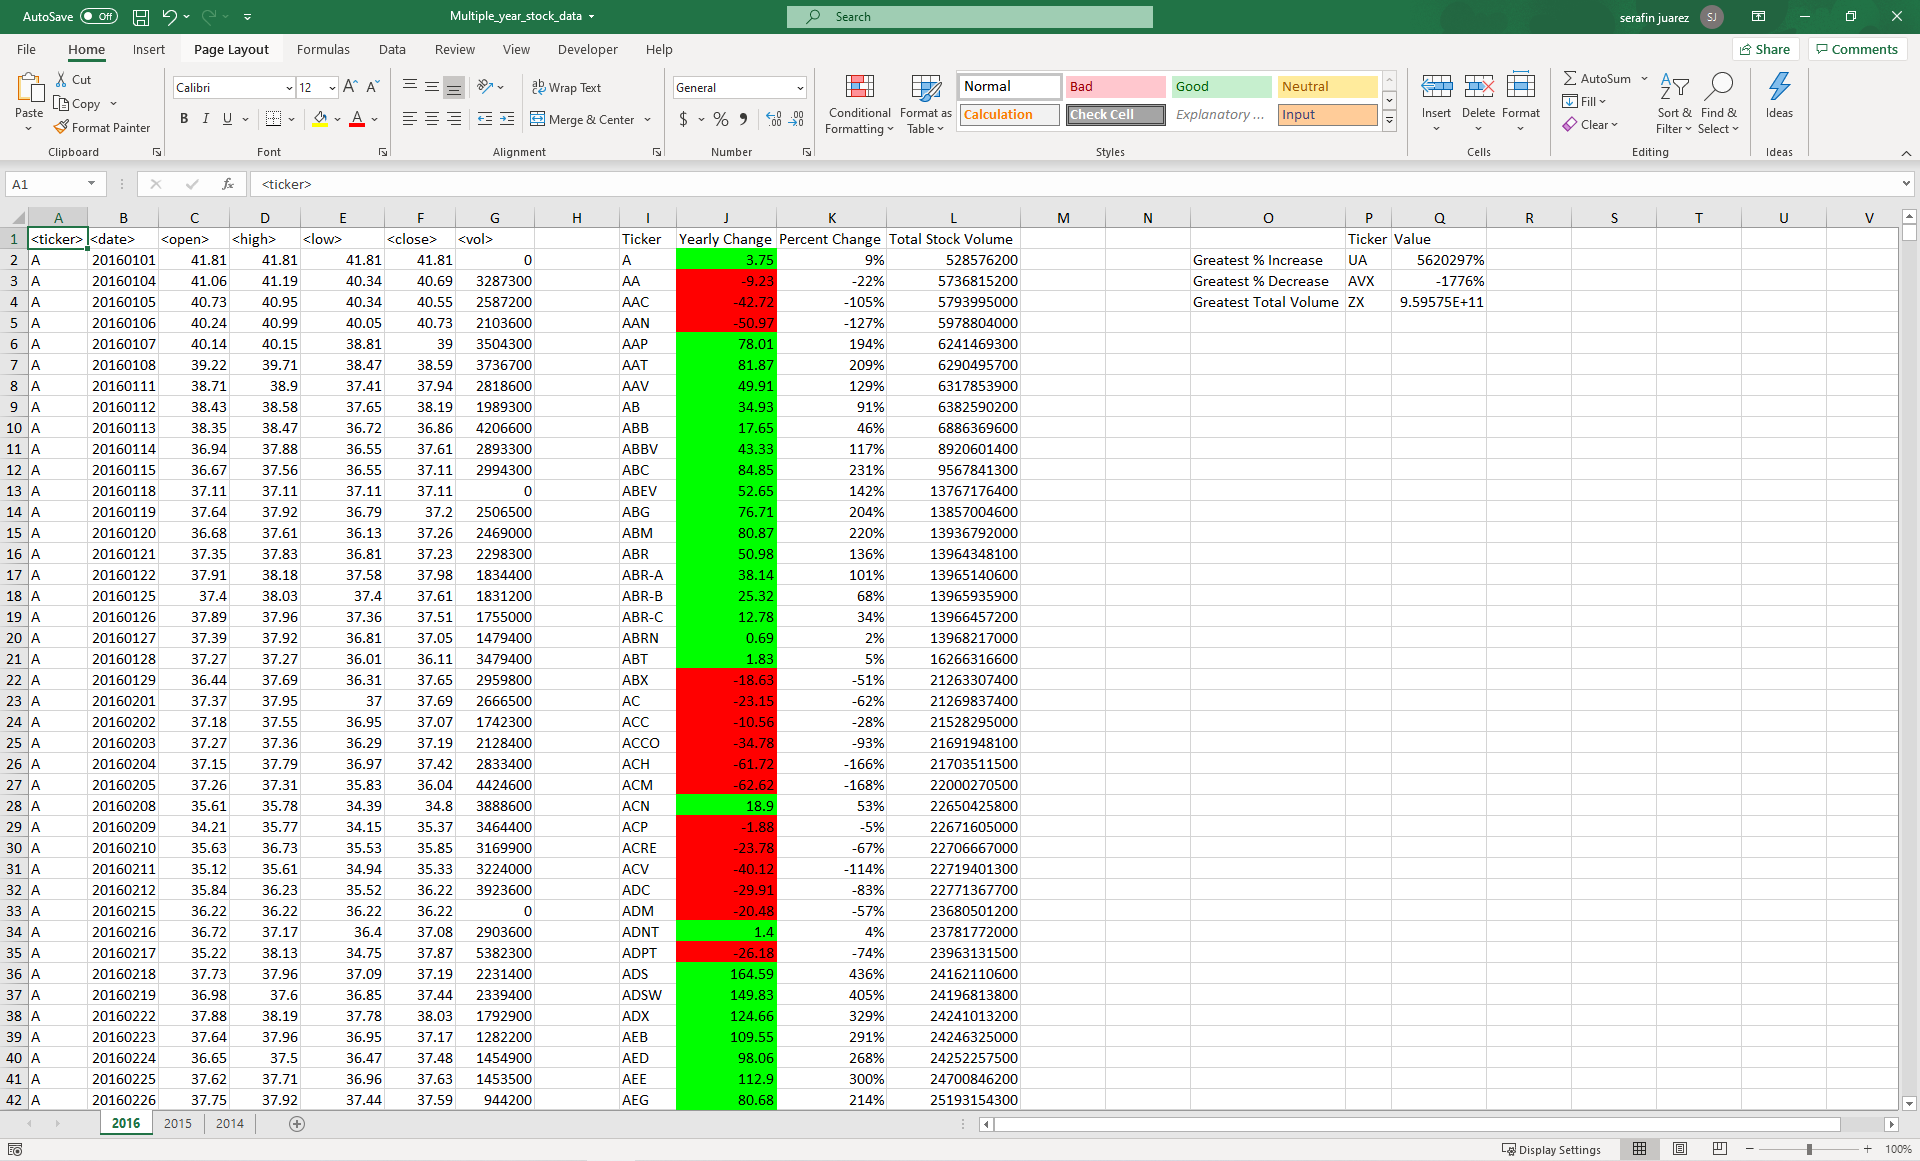 AutoSave Off
Multiple_year_stock_data
Search
serafin juarez SJ
File Home Insert Page Layout Formulas Data Review View Developer Help
Share Comments
Paste
Cut
Copy
Format Painter
Clipboard
Calibri 12
B I U
Font
Wrap Text
Merge & Center
Alignment
General
$ % ,
Number
Conditional Formatting
Format as Table
Normal Bad Good Neutral
Calculation Check Cell Explanatory ... Input
Styles
Insert Delete Format
Cells
AutoSum
Fill
Clear
Sort & Filter
Find & Select
Editing
Ideas
Ideas
A1 fx <ticker>
A B C D E F G H I J K L M N O P Q R S T U V
1 <ticker> <date> <open> <high> <low> <close> <vol> Ticker Yearly Change Percent Change Total Stock Volume Ticker Value
2 A 20160101 41.81 41.81 41.81 41.81 0 A 3.75 9% 528576200 Greatest % Increase UA 5620297%
3 A 20160104 41.06 41.19 40.34 40.69 3287300 AA -9.23 -22% 5736815200 Greatest % Decrease AVX -1776%
4 A 20160105 40.73 40.95 40.34 40.55 2587200 AAC -42.72 -105% 5793995000 Greatest Total Volume ZX 9.59575E+11
5 A 20160106 40.24 40.99 40.05 40.73 2103600 AAN -50.97 -127% 5978804000
6 A 20160107 40.14 40.15 38.81 39 3504300 AAP 78.01 194% 6241469300
7 A 20160108 39.22 39.71 38.47 38.59 3736700 AAT 81.87 209% 6290495700
8 A 20160111 38.71 38.9 37.41 37.94 2818600 AAV 49.91 129% 6317853900
9 A 20160112 38.43 38.58 37.65 38.19 1989300 AB 34.93 91% 6382590200
10 A 20160113 38.35 38.47 36.72 36.86 4206600 ABB 17.65 46% 6886369600
11 A 20160114 36.94 37.88 36.55 37.61 2893300 ABBV 43.33 117% 8920601400
12 A 20160115 36.67 37.56 36.55 37.11 2994300 ABC 84.85 231% 9567841300
13 A 20160118 37.11 37.11 37.11 37.11 0 ABEV 52.65 142% 13767176400
14 A 20160119 37.64 37.92 36.79 37.2 2506500 ABG 76.71 204% 13857004600
15 A 20160120 36.68 37.61 36.13 37.26 2469000 ABM 80.87 220% 13936792000
16 A 20160121 37.35 37.83 36.81 37.23 2298300 ABR 50.98 136% 13964348100
17 A 20160122 37.91 38.18 37.58 37.98 1834400 ABR-A 38.14 101% 13965140600
18 A 20160125 37.4 38.03 37.4 37.61 1831200 ABR-B 25.32 68% 13965935900
19 A 20160126 37.89 37.96 37.36 37.51 1755000 ABR-C 12.78 34% 13966457200
20 A 20160127 37.39 37.92 36.81 37.05 1479400 ABRN 0.69 2% 13968217000
21 A 20160128 37.27 37.27 36.01 36.11 3479400 ABT 1.83 5% 16266316600
22 A 20160129 36.44 37.69 36.31 37.65 2959800 ABX -18.63 -51% 21263307400
23 A 20160201 37.37 37.95 37 37.69 2666500 AC -23.15 -62% 21269837400
24 A 20160202 37.18 37.55 36.95 37.07 1742300 ACC -10.56 -28% 21528295000
25 A 20160203 37.27 37.36 36.29 37.19 2128400 ACCO -34.78 -93% 21691948100
26 A 20160204 37.15 37.79 36.97 37.42 2833400 ACH -61.72 -166% 21703511500
27 A 20160205 37.26 37.31 35.83 36.04 4424600 ACM -62.62 -168% 22000270500
28 A 20160208 35.61 35.78 34.39 34.8 3888600 ACN 18.9 53% 22650425800
29 A 20160209 34.21 35.77 34.15 35.37 3464400 ACP -1.88 -5% 22671605000
30 A 20160210 35.63 36.73 35.53 35.85 3169900 ACRE -23.78 -67% 22706667000
31 A 20160211 35.12 35.61 34.94 35.33 3224000 ACV -40.12 -114% 22719401300
32 A 20160212 35.84 36.23 35.52 36.22 3923600 ADC -29.91 -83% 22771367700
33 A 20160215 36.22 36.22 36.22 36.22 0 ADM -20.48 -57% 23680501200
34 A 20160216 36.72 37.17 36.4 37.08 2903600 ADNT 1.4 4% 23781772000
35 A 20160217 35.22 38.13 34.75 37.87 5382300 ADPT -26.18 -74% 23963131500
36 A 20160218 37.73 37.96 37.09 37.19 2231400 ADS 164.59 436% 24162110600
37 A 20160219 36.98 37.6 36.85 37.44 2339400 ADSW 149.83 405% 24196813800
38 A 20160222 37.88 38.19 37.78 38.03 1792900 ADX 124.66 329% 24241013200
39 A 20160223 37.64 37.96 36.95 37.17 1282200 AEB 109.55 291% 24246325000
40 A 20160224 36.65 37.5 36.47 37.48 1454900 AED 98.06 268% 24252257500
41 A 20160225 37.62 37.71 36.96 37.63 1453500 AEE 112.9 300% 24700846200
42 A 20160226 37.75 37.92 37.44 37.59 944200 AEG 80.68 214% 25193154300
2016 2015 2014
Display Settings 100%